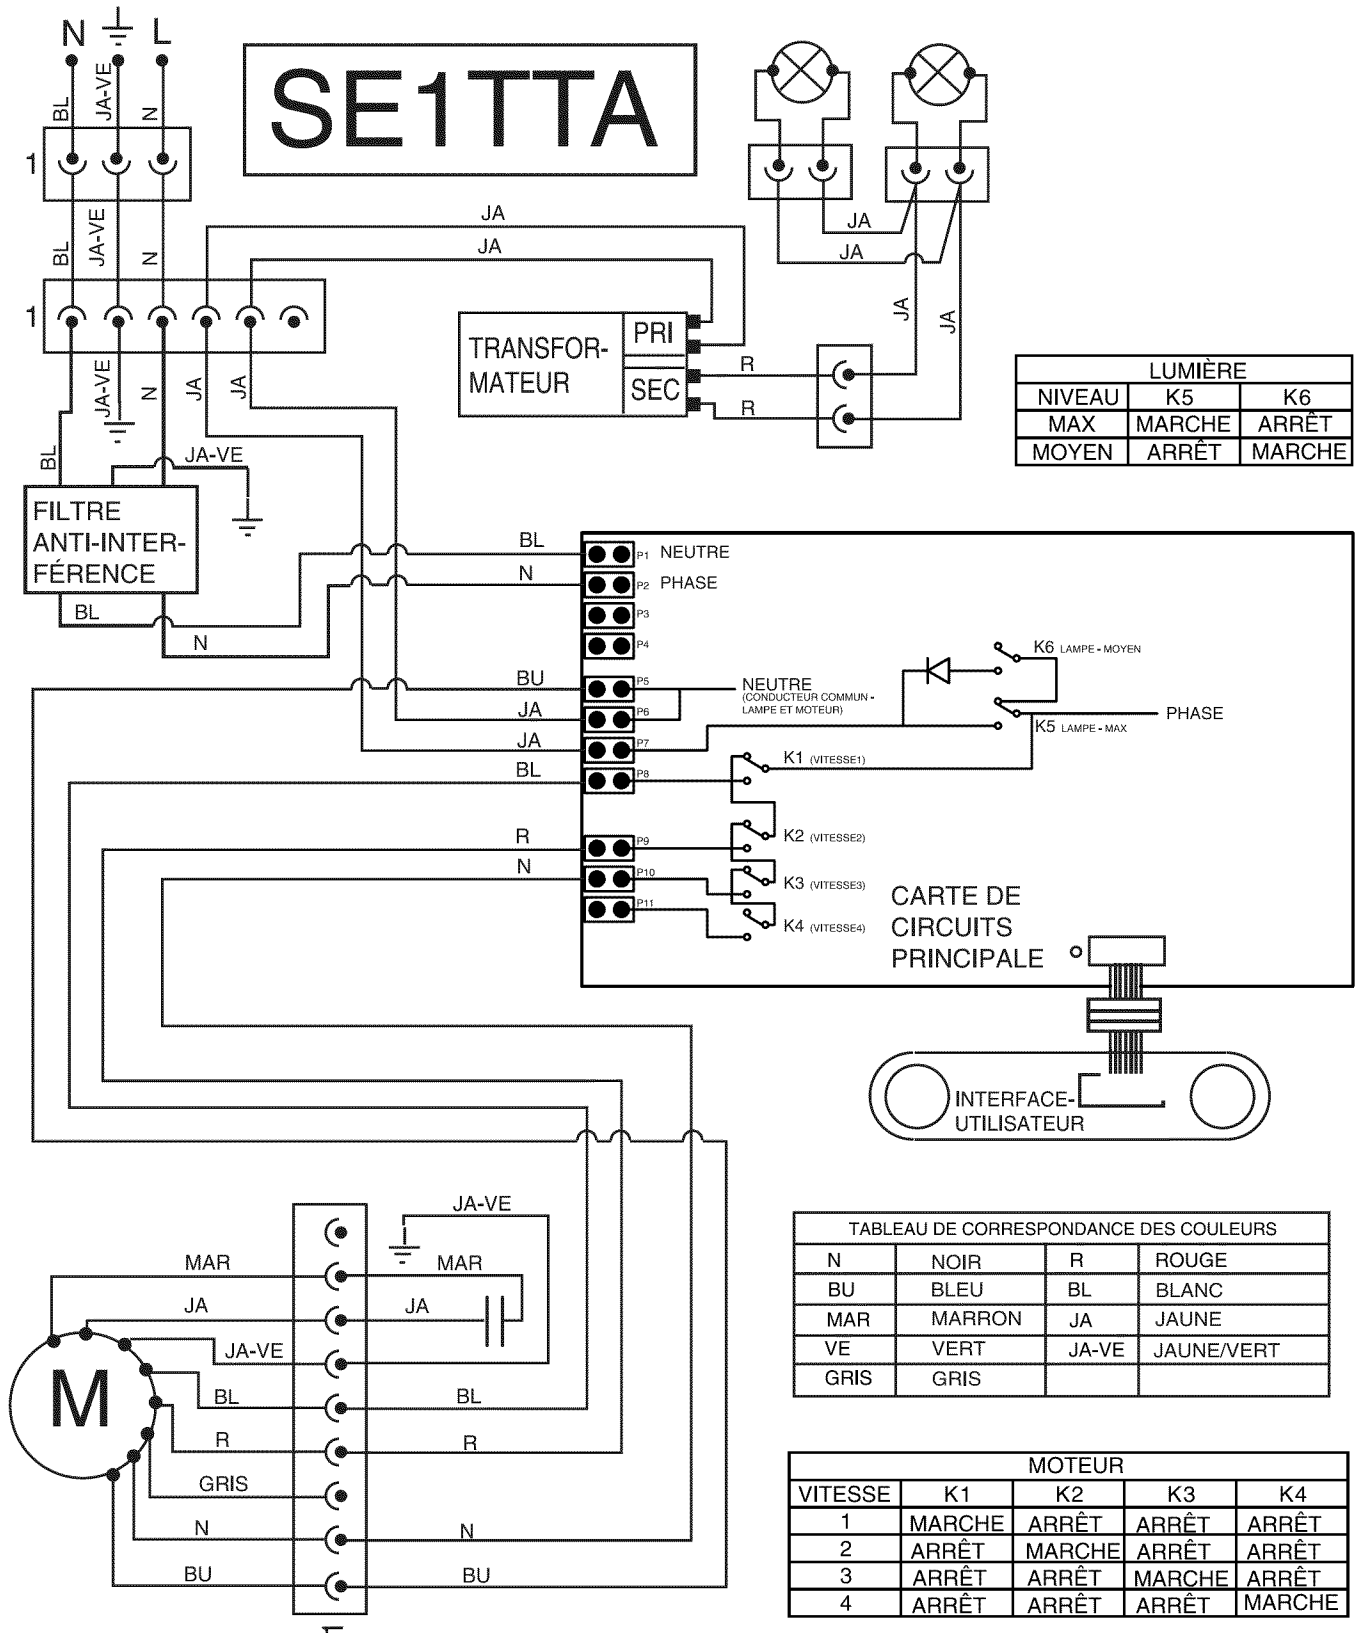 N L
SE1TTA
BL
JA-VE
N
1
BL
JA-VE
N
JA
JA
JA
JA
1
JA
JA
TRANSFOR-
MATEUR
PRI
SEC
R
R
BL
JA-VE
N
JA
JA
JA-VE
LUMIÈRE
NIVEAU K5 K6
MAX MARCHE ARRÊT
MOYEN ARRÊT MARCHE
FILTRE
ANTI-INTER-
FÉRENCE
BL
N
BL
N
BU
JA
JA
BL
R
N
P1 NEUTRE
P2 PHASE
P3
P4
P5
P6
P7
P8
P9
P10
P11
NEUTRE
(CONDUCTEUR COMMUN -
LAMPE ET MOTEUR)
K6 LAMPE - MOYEN
K5 LAMPE - MAX
PHASE
K1 (VITESSE1)
K2 (VITESSE2)
K3 (VITESSE3)
K4 (VITESSE4)
CARTE DE
CIRCUITS
PRINCIPALE
INTERFACE-
UTILISATEUR
JA-VE
MAR
MAR
JA
JA
JA-VE
BL
BL
R
R
GRIS
N
N
BU
BU
M
1
TABLEAU DE CORRESPONDANCE DES COULEURS
N NOIR R ROUGE
BU BLEU BL BLANC
MAR MARRON JA JAUNE
VE VERT JA-VE JAUNE/VERT
GRIS GRIS
MOTEUR
VITESSE K1 K2 K3 K4
1 MARCHE ARRÊT ARRÊT ARRÊT
2 ARRÊT MARCHE ARRÊT ARRÊT
3 ARRÊT ARRÊT MARCHE ARRÊT
4 ARRÊT ARRÊT ARRÊT MARCHE